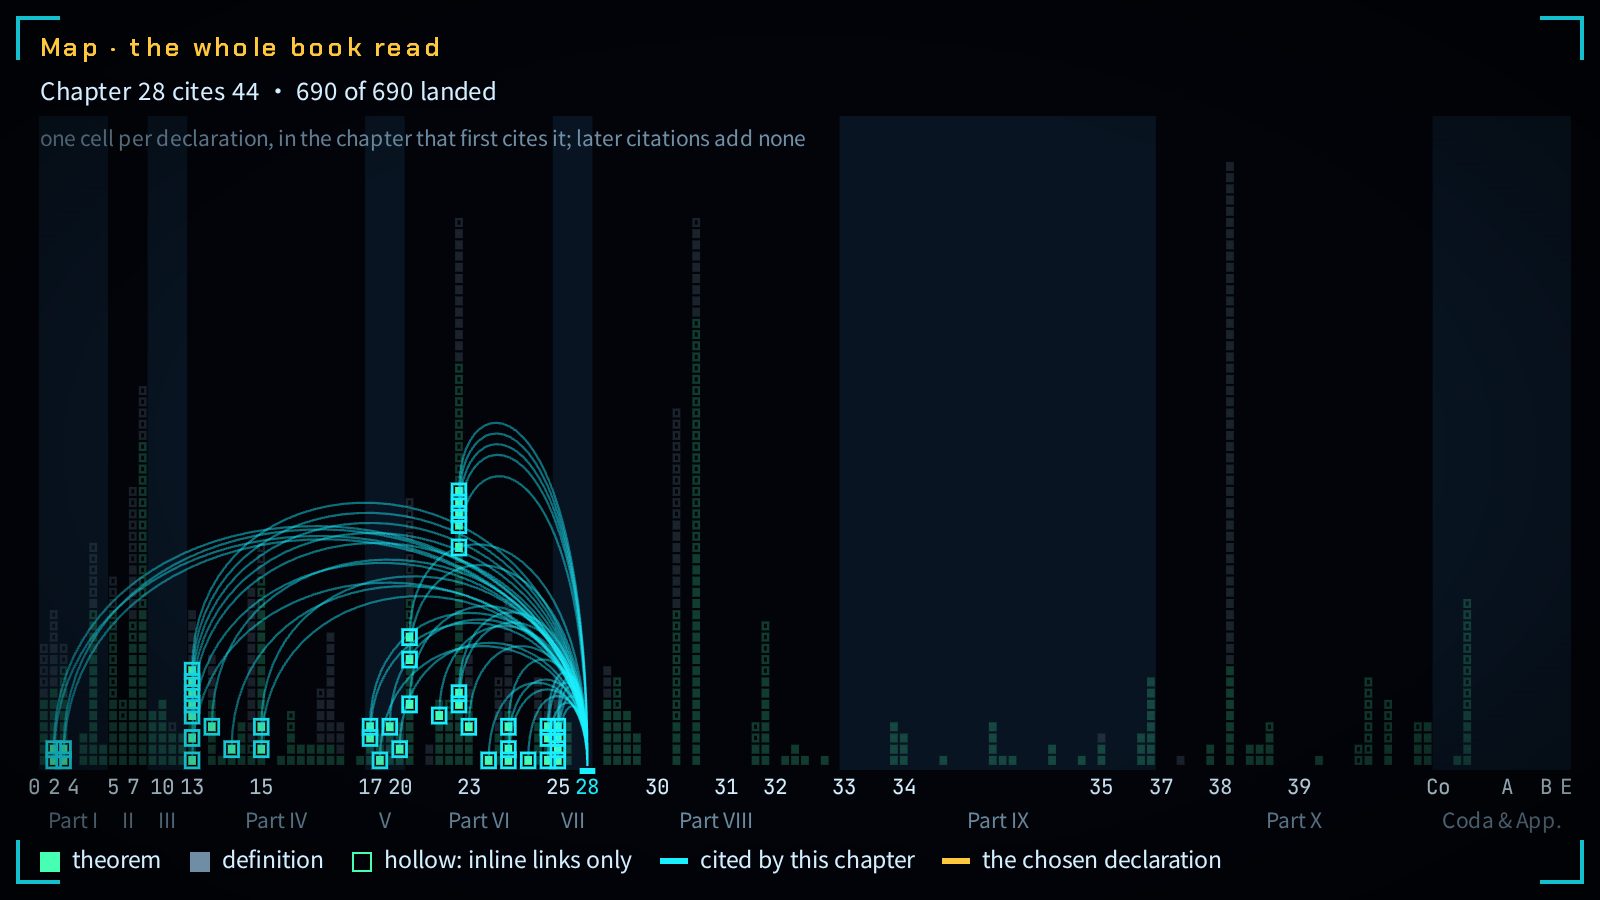 Map · the whole book read
Chapter 28 cites 44 • 690 of 690 landed
one cell per declaration, in the chapter that first cites it; later citations add none
0 2 4 5 7 10 13 15 17 20 23 25 28 30 31 32 33 34 35 37 38 39 Co A B E
Part I II III Part IV V Part VI VII Part VIII Part IX Part X Coda & App.
theorem definition hollow: inline links only cited by this chapter the chosen declaration